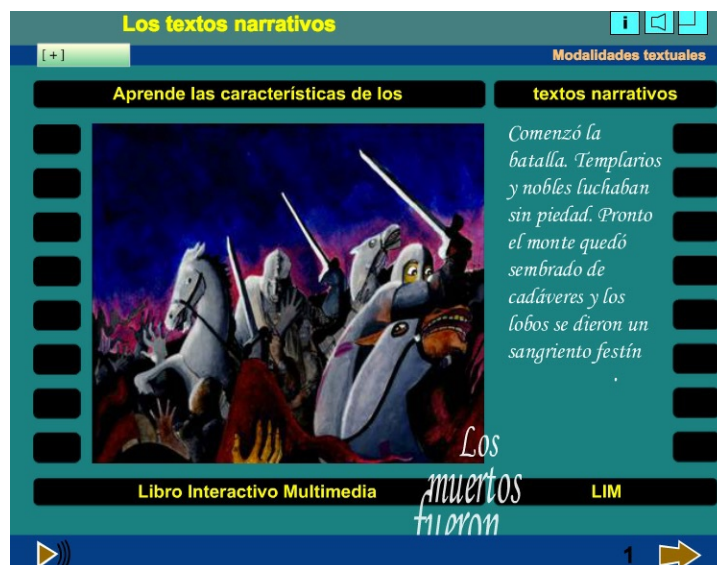 Los textos narrativos
i
[+]
Modalidades textuales
Aprende las características de los
textos narrativos
Comenzó la
batalla. Templarios
y nobles luchaban
sin piedad. Pronto
el monte quedó
sembrado de
cadáveres y los
lobos se dieron un
sangriento festín
.
Los
muertos
fueron
Libro Interactivo Multimedia
LIM
1